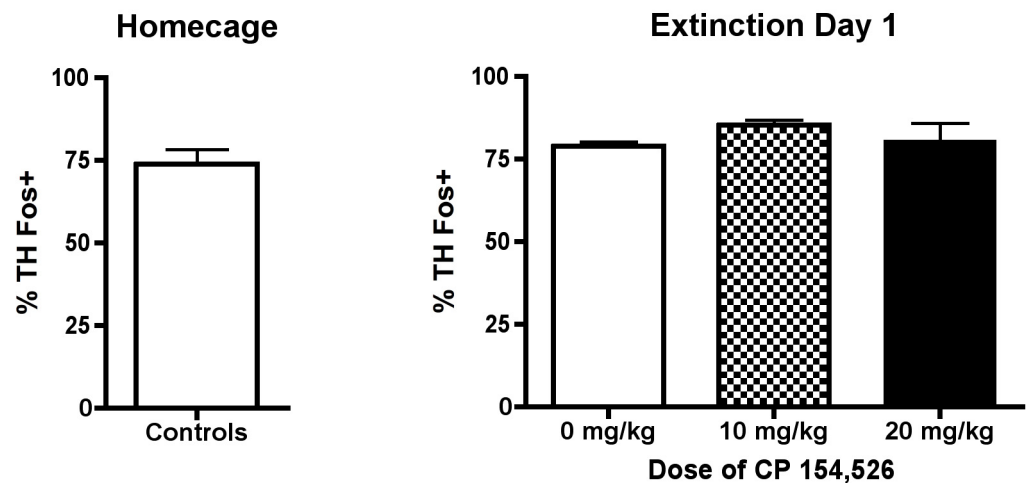 Homecage
% TH Fos+
100
75
50
25
0
Controls
Extinction Day 1
% TH Fos+
100
75
50
25
0
0 mg/kg 10 mg/kg 20 mg/kg
Dose of CP 154,526